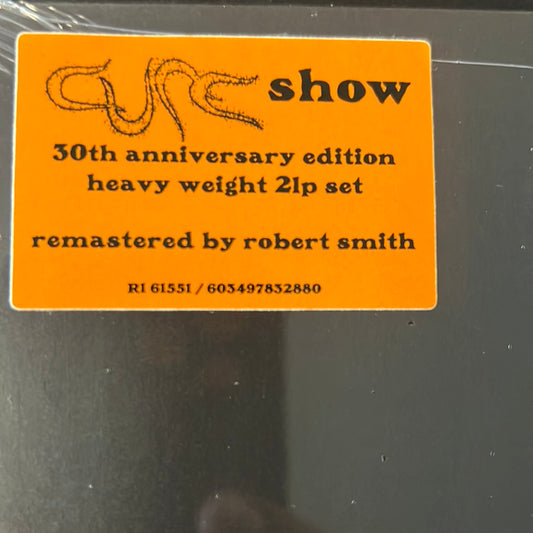 CURE show
30th anniversary edition
heavy weight 2lp set
remastered by robert smith
R1 61551 / 603497832880